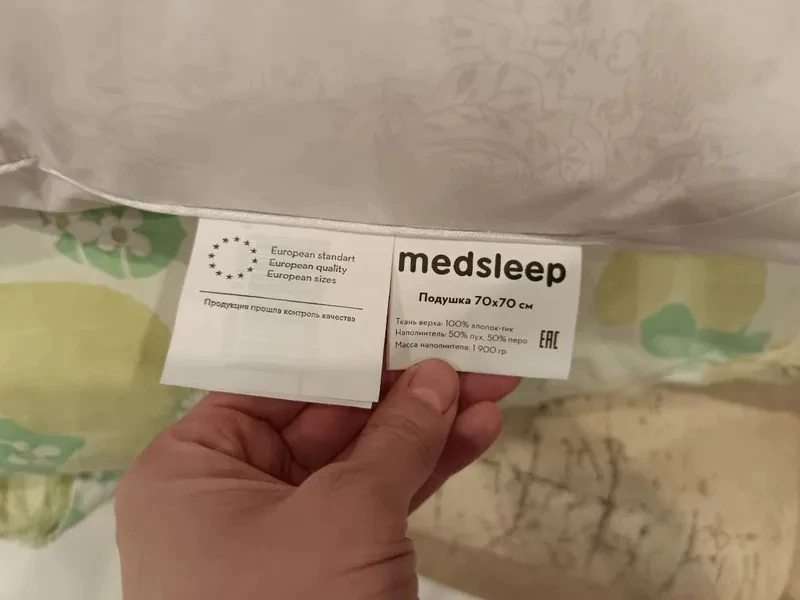 European standart
European quality
European sizes
Продукция прошла контроль качества
medsleep
Подушка 70x70 см
Ткань верха: 100% хлопок-тик
Наполнитель: 50% пух, 50% перо
Масса наполнителя: 1 900 гр
EAC